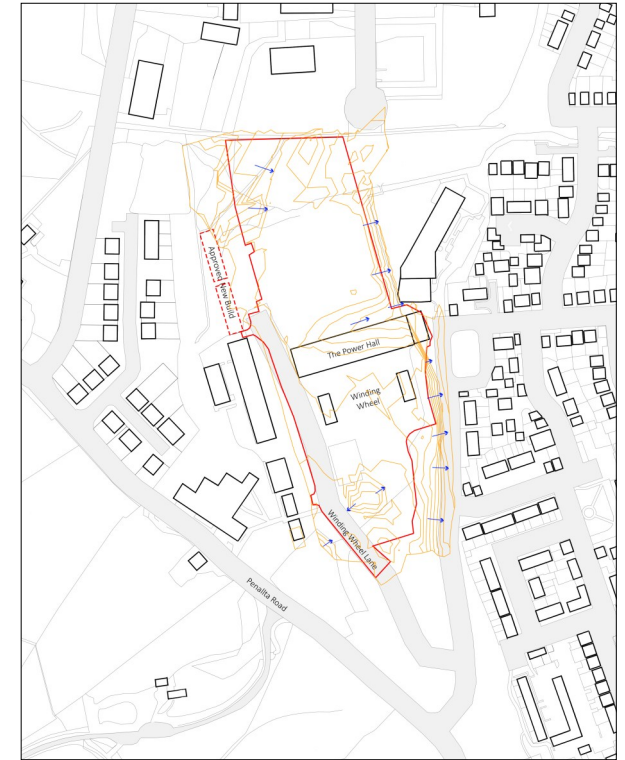 Approved New Build
The Power Hall
Winding
Wheel
Winding Wheel Lane
Penallta Road